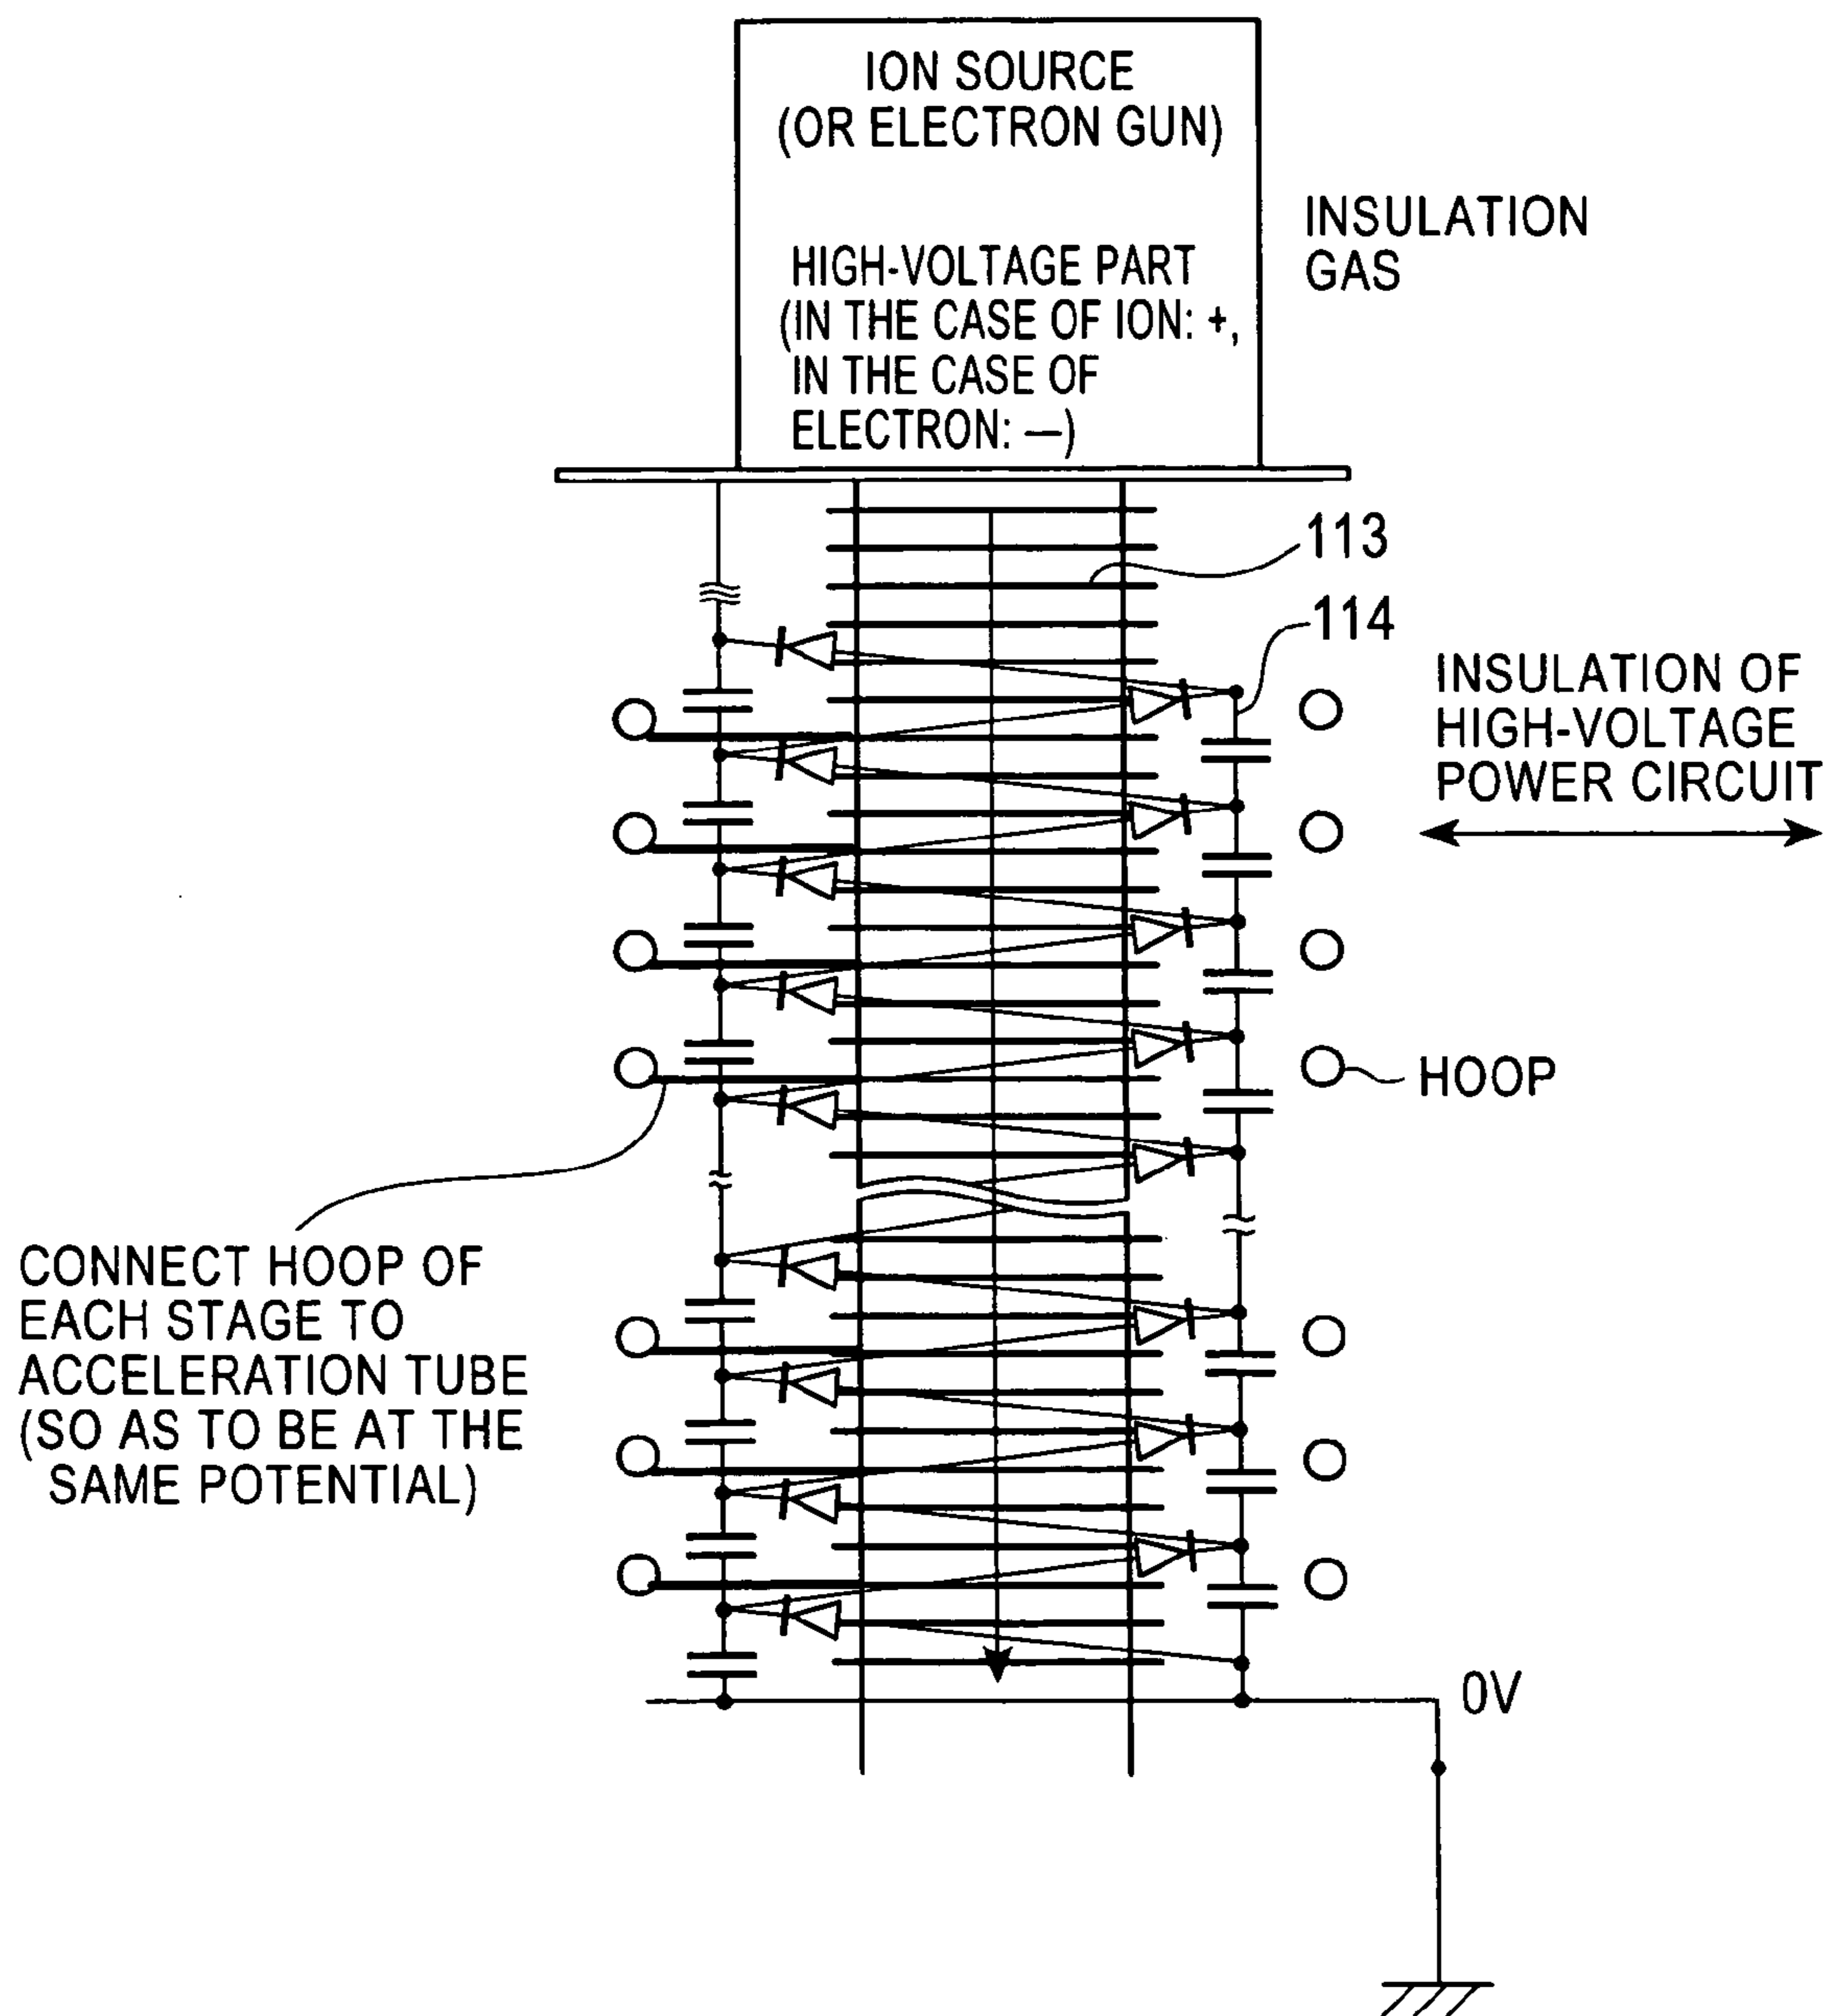 ION SOURCE
(OR ELECTRON GUN)
HIGH-VOLTAGE PART
(IN THE CASE OF ION: +,
IN THE CASE OF
ELECTRON: —)
INSULATION
GAS
113
114
INSULATION OF
HIGH-VOLTAGE
POWER CIRCUIT
HOOP
CONNECT HOOP OF
EACH STAGE TO
ACCELERATION TUBE
(SO AS TO BE AT THE
SAME POTENTIAL)
0V